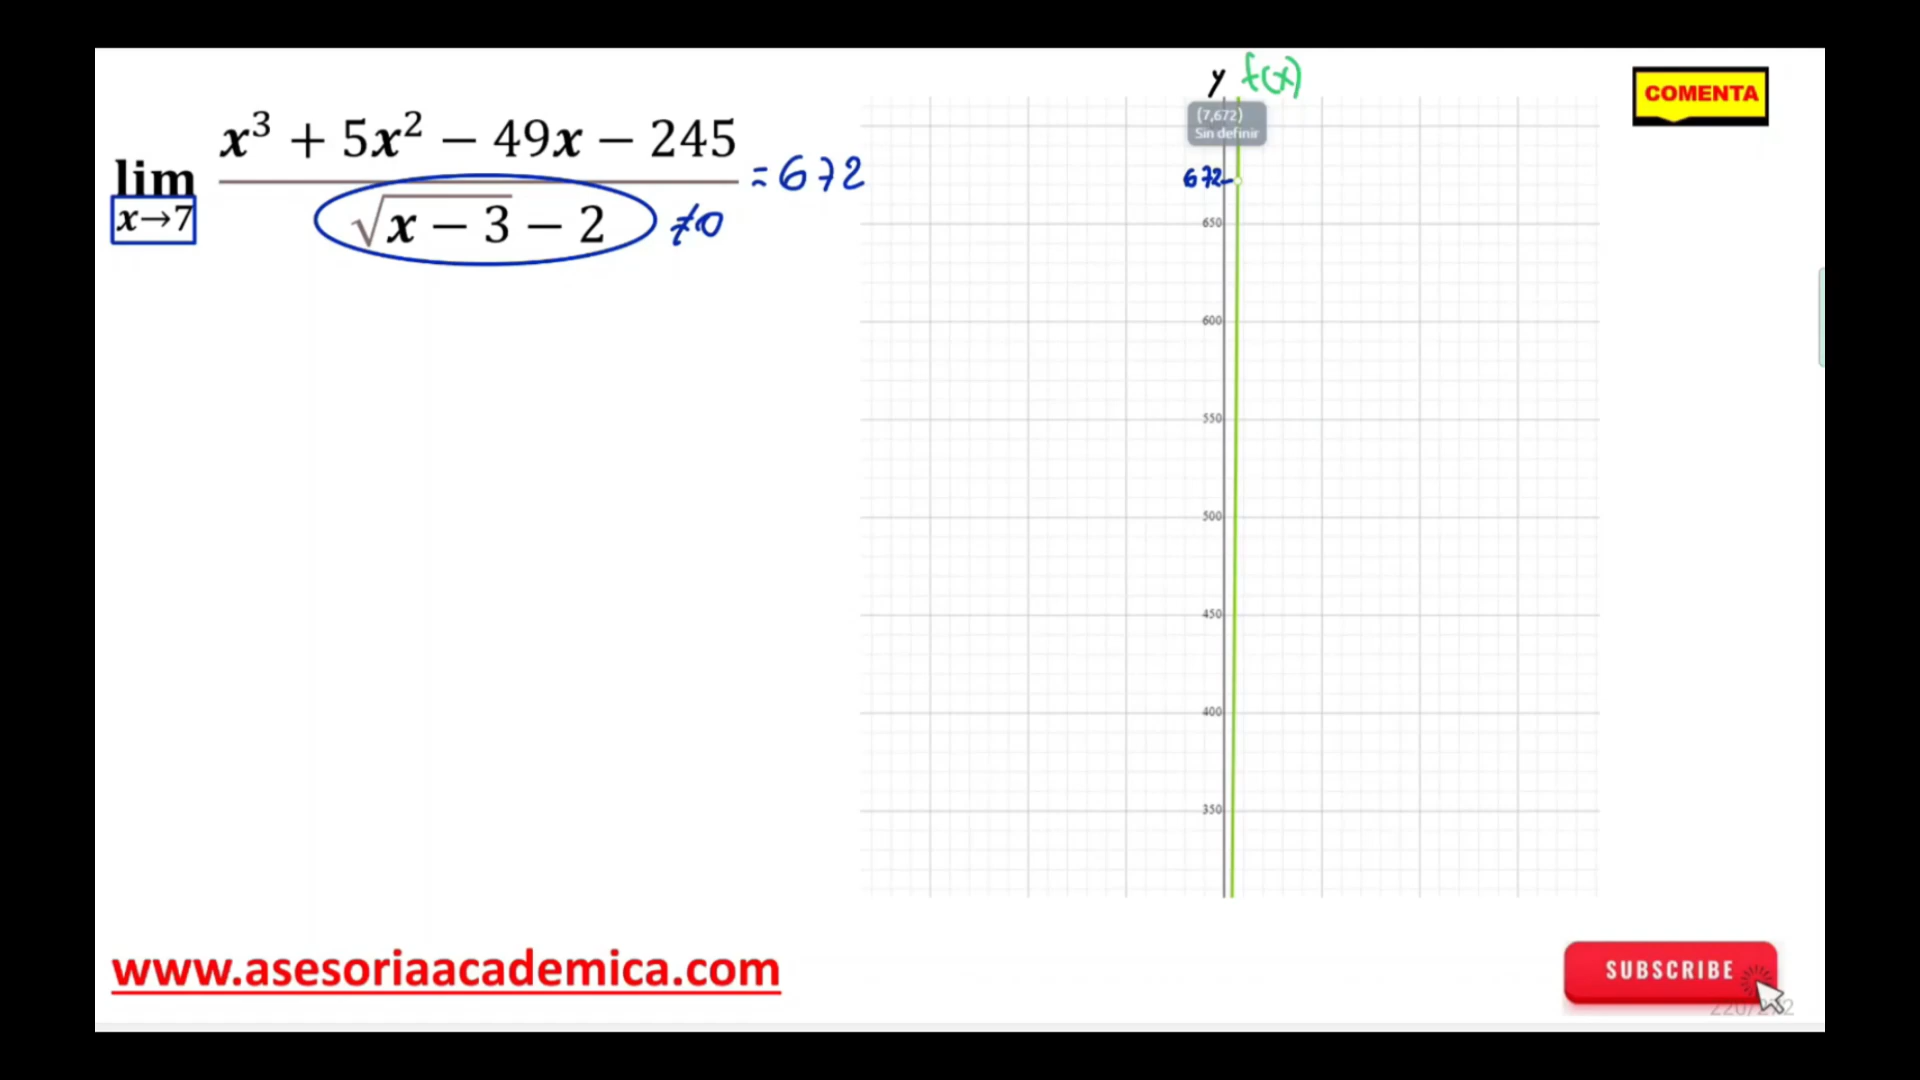 y f(x)
COMENTA
(7,672)
Sin definir
lim x→7 (x³ + 5x² − 49x − 245) / (√(x − 3) − 2) = 672
≠0
672
650
600
550
500
450
400
350
www.asesoriaacademica.com
SUBSCRIBE